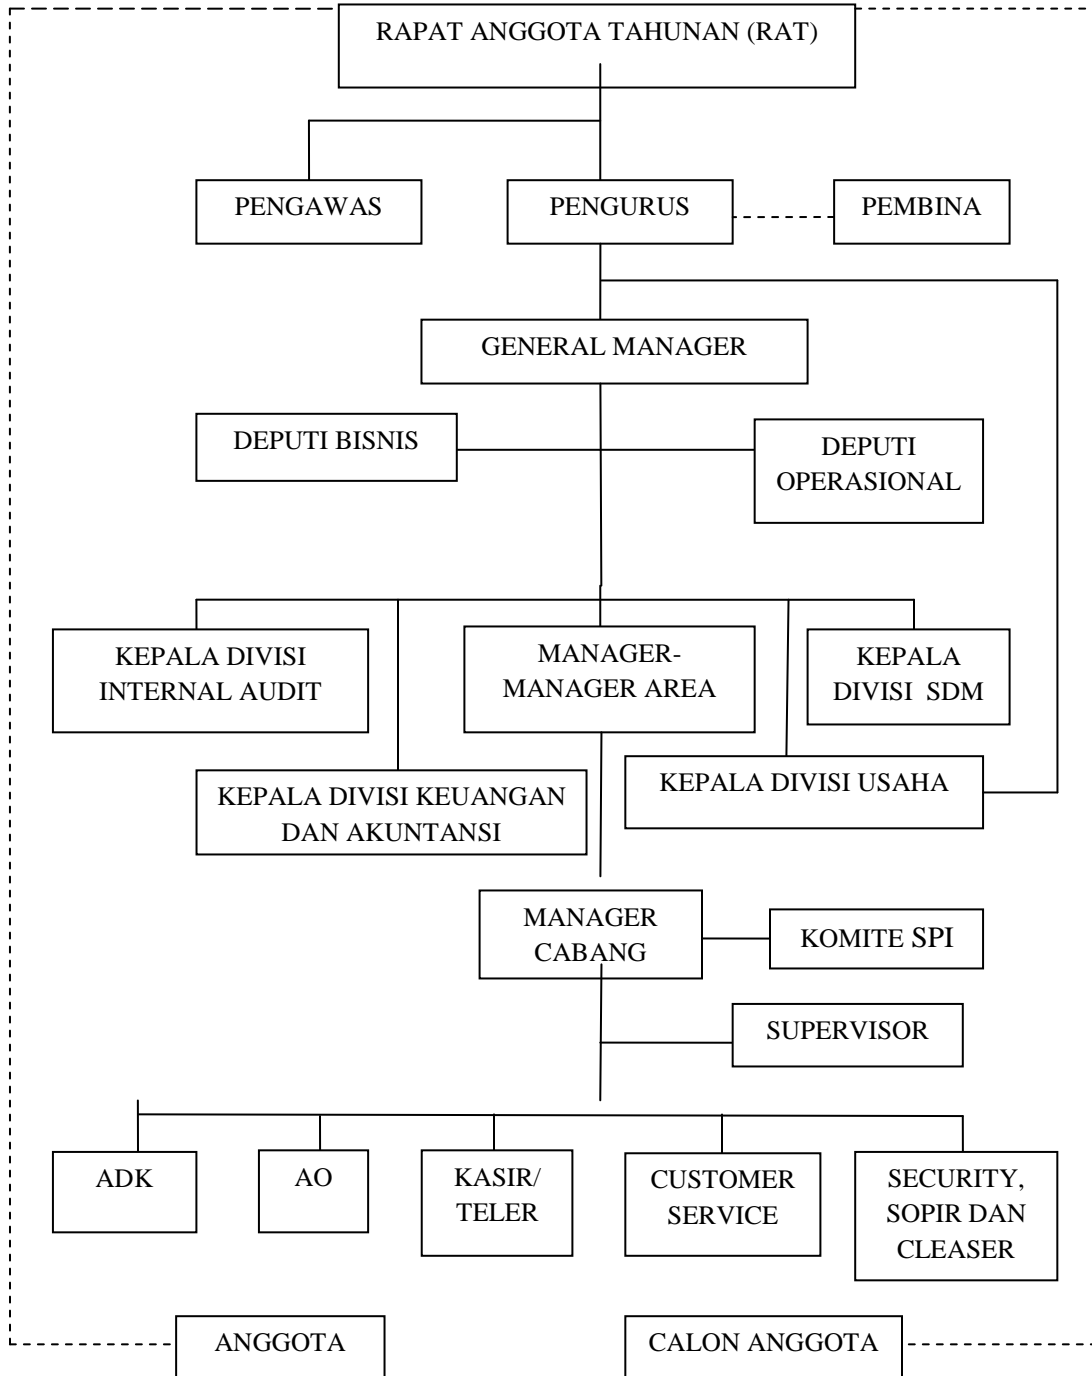 RAPAT ANGGOTA TAHUNAN (RAT)
PENGAWAS
PENGURUS
PEMBINA
GENERAL MANAGER
DEPUTI BISNIS
DEPUTI
OPERASIONAL
KEPALA DIVISI
INTERNAL AUDIT
MANAGER-
MANAGER AREA
KEPALA
DIVISI SDM
KEPALA DIVISI KEUANGAN
DAN AKUNTANSI
KEPALA DIVISI USAHA
MANAGER
CABANG
KOMITE SPI
SUPERVISOR
ADK
AO
KASIR/
TELER
CUSTOMER
SERVICE
SECURITY,
SOPIR DAN
CLEASER
ANGGOTA
CALON ANGGOTA